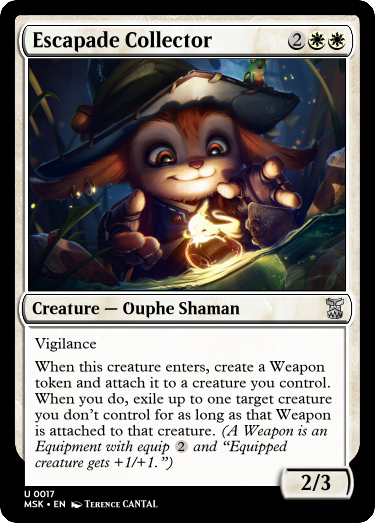 Escapade Collector 2
Creature — Ouphe Shaman
Vigilance
When this creature enters, create a Weapon
token and attach it to a creature you control.
When you do, exile up to one target creature
you don't control for as long as that Weapon
is attached to that creature. (A Weapon is an
Equipment with equip 2 and “Equipped
creature gets +1/+1.”)
2/3
U 0017
MSK • EN Terence CANTAL